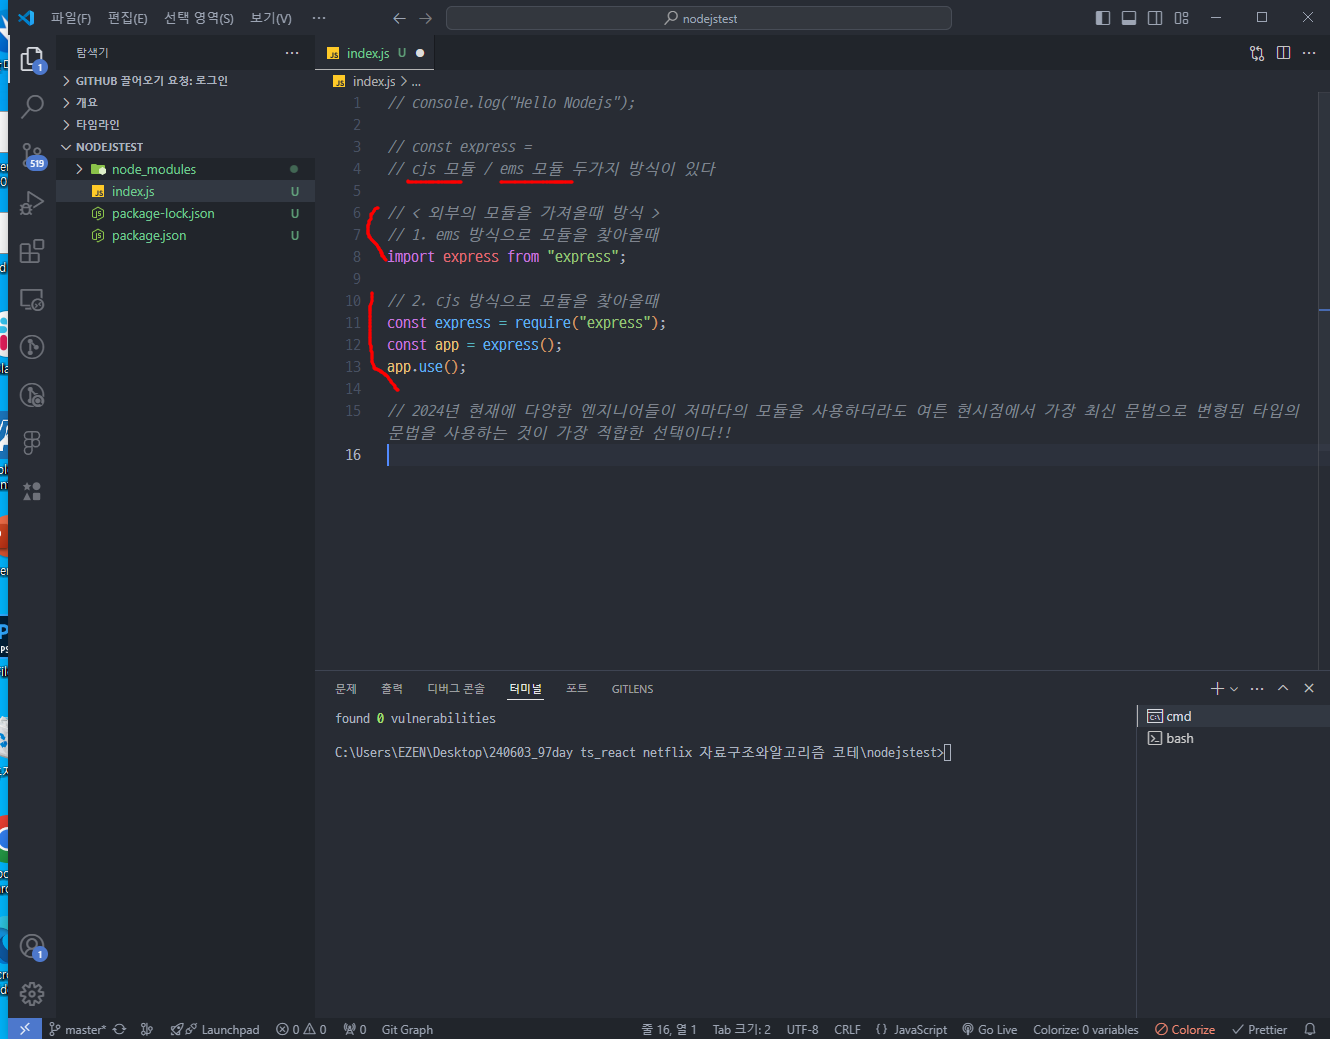 파일(F) 편집(E) 선택 영역(S) 보기(V) ··· nodejstest
탐색기 ···
GITHUB 끌어오기 요청: 로그인
개요
타임라인
NODEJSTEST
node_modules
index.js U
package-lock.json U
package.json U
1
519
1
index.js U
index.js > ...
1 // console.log("Hello Nodejs");
2
3 // const express =
4 // cjs 모듈 / ems 모듈 두가지 방식이 있다
5
6 // < 외부의 모듈을 가져올때 방식 >
7 // 1. ems 방식으로 모듈을 찾아올때
8 import express from "express";
9
10 // 2. cjs 방식으로 모듈을 찾아올때
11 const express = require("express");
12 const app = express();
13 app.use();
14
15 // 2024년 현재에 다양한 엔지니어들이 저마다의 모듈을 사용하더라도 여튼 현시점에서 가장 최신 문법으로 변형된 타입의
문법을 사용하는 것이 가장 적합한 선택이다!!
16
문제 출력 디버그 콘솔 터미널 포트 GITLENS
found 0 vulnerabilities
C:\Users\EZEN\Desktop\240603_97day ts_react netflix 자료구조와알고리즘 코테\nodejstest>
cmd
bash
master* Launchpad 0 0 0 Git Graph 줄 16, 열 1 Tab 크기: 2 UTF-8 CRLF {} JavaScript Go Live Colorize: 0 variables Colorize Prettier